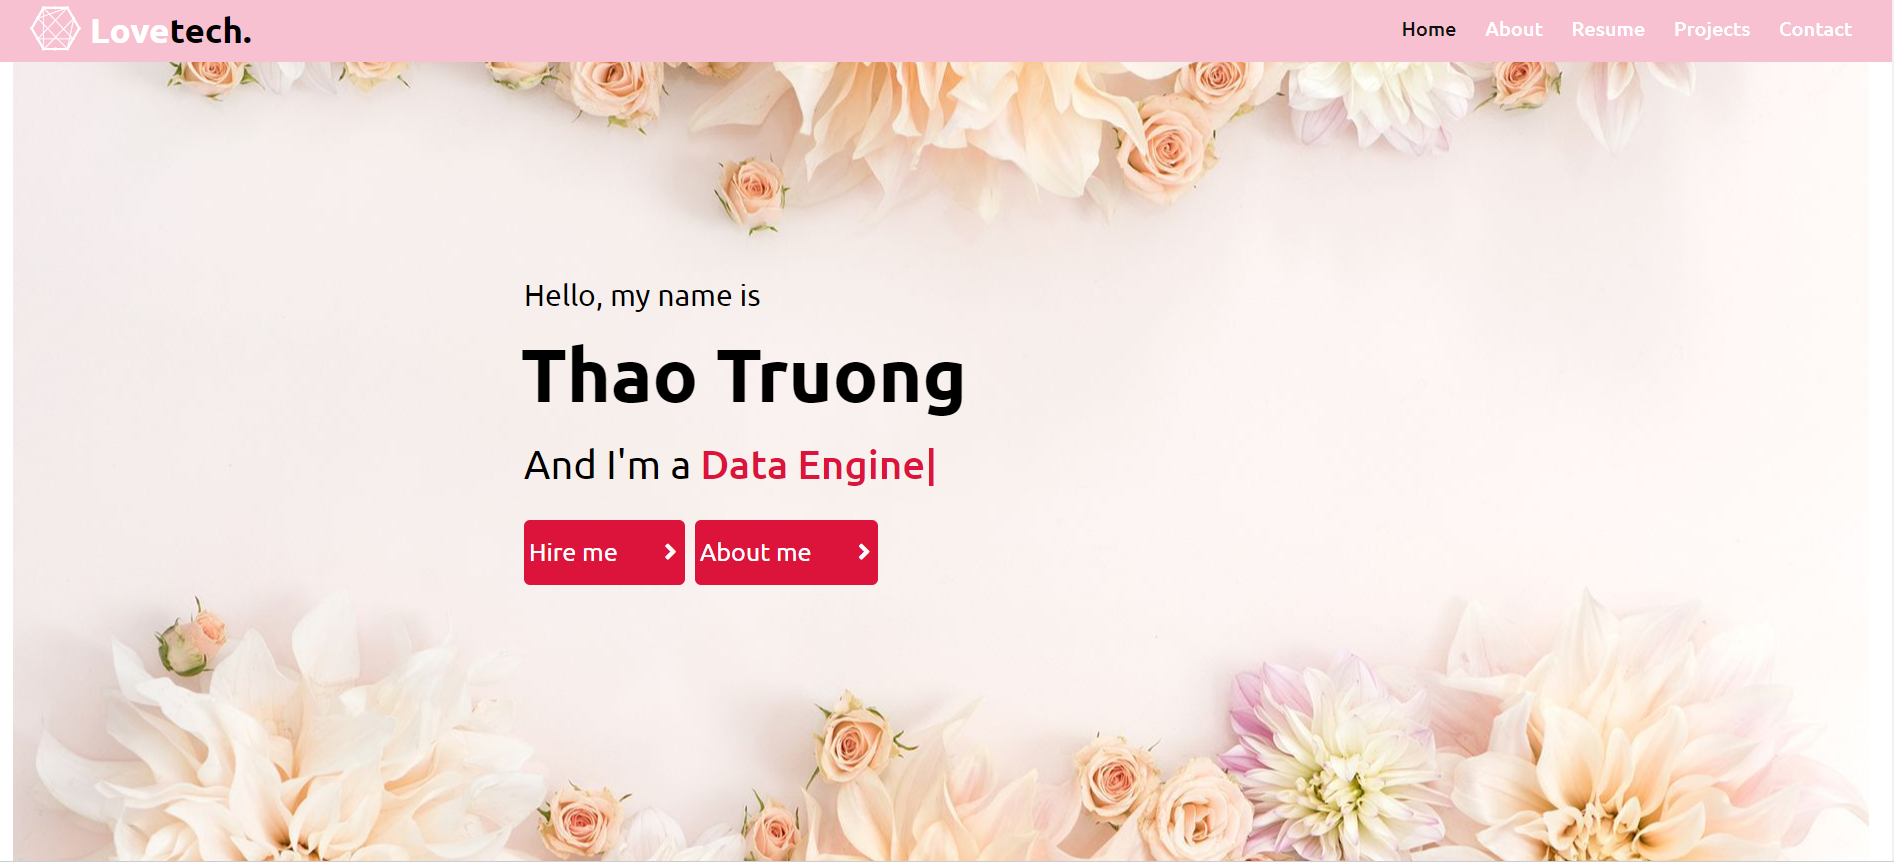 Lovetech.
Home About Resume Projects Contact
Hello, my name is
Thao Truong
And I'm a Data Engine|
Hire me
About me